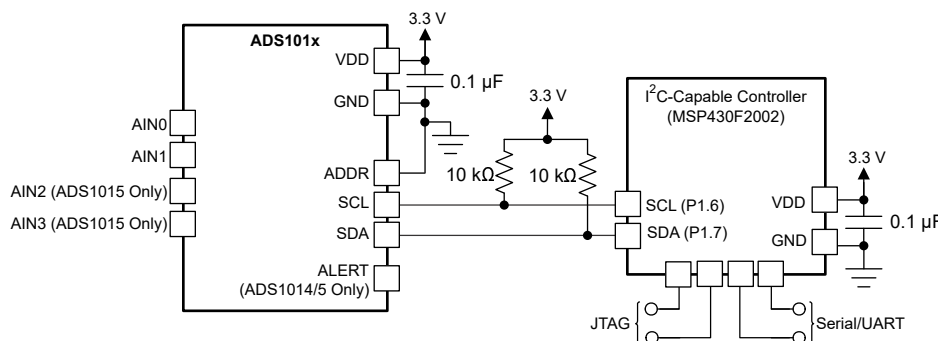 3.3 V
ADS101x
VDD
0.1 µF
GND
AIN0
AIN1
AIN2 (ADS1015 Only)
AIN3 (ADS1015 Only)
ADDR
SCL
SDA
ALERT
(ADS1014/5 Only)
3.3 V
10 kΩ
10 kΩ
I²C-Capable Controller
(MSP430F2002)
3.3 V
SCL (P1.6)
SDA (P1.7)
VDD
0.1 µF
GND
JTAG
Serial/UART